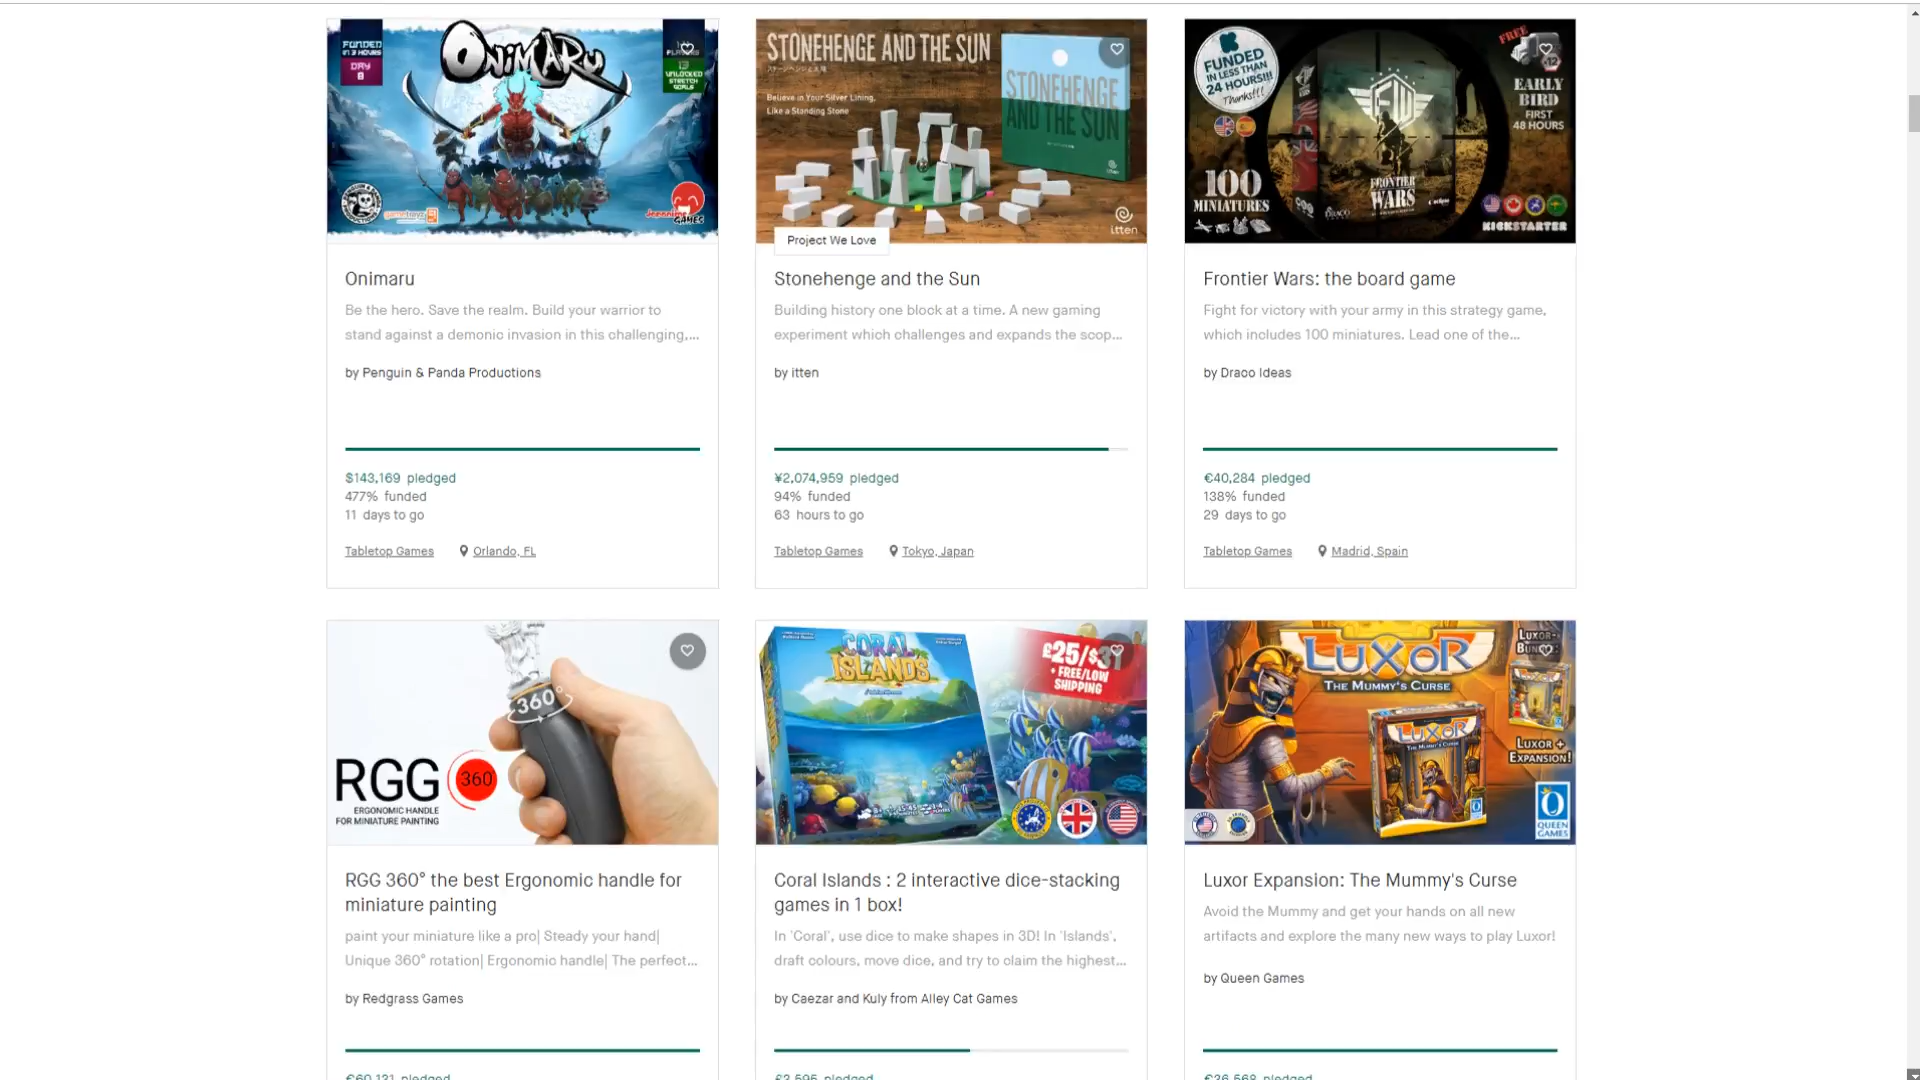 FUNDED
IN 3 HOURS
DAY
8
ONIMARU
UNLOCKED
STRETCH
GOALS
STONEHENGE AND THE SUN
Believe in Your Silver Lining,
Like a Standing Stone
STONEHENGE
AND THE SUN
itten
Project We Love
FUNDED
IN LESS THAN
24 HOURS!!!
Thanks!!!
FREE
EARLY
BIRD
FIRST
48 HOURS
FW
100
MINIATURES
FRONTIER
WARS
KICKSTARTER
Onimaru
Be the hero. Save the realm. Build your warrior to
stand against a demonic invasion in this challenging,...
by Penguin & Panda Productions
$143,169 pledged
477% funded
11 days to go
Tabletop Games
Orlando, FL
Stonehenge and the Sun
Building history one block at a time. A new gaming
experiment which challenges and expands the scop...
by itten
¥2,074,959 pledged
94% funded
63 hours to go
Tabletop Games
Tokyo, Japan
Frontier Wars: the board game
Fight for victory with your army in this strategy game,
which includes 100 miniatures. Lead one of the...
by Draco Ideas
€40,284 pledged
138% funded
29 days to go
Tabletop Games
Madrid, Spain
360°
RGG 360
ERGONOMIC HANDLE
FOR MINIATURE PAINTING
CORAL
ISLANDS
£25/$31
+ FREE/LOW
SHIPPING
LUXOR
THE MUMMY'S CURSE
LUXOR
THE MUMMY'S CURSE
LUXOR +
EXPANSION!
QUEEN
GAMES
RGG 360° the best Ergonomic handle for
miniature painting
paint your miniature like a pro| Steady your hand|
Unique 360° rotation| Ergonomic handle| The perfect...
by Redgrass Games
€60,131 pledged
Coral Islands : 2 interactive dice-stacking
games in 1 box!
In 'Coral', use dice to make shapes in 3D! In 'Islands',
draft colours, move dice, and try to claim the highest...
by Caezar and Kuly from Alley Cat Games
£3,595 pledged
Luxor Expansion: The Mummy's Curse
Avoid the Mummy and get your hands on all new
artifacts and explore the many new ways to play Luxor!
by Queen Games
€36,568 pledged